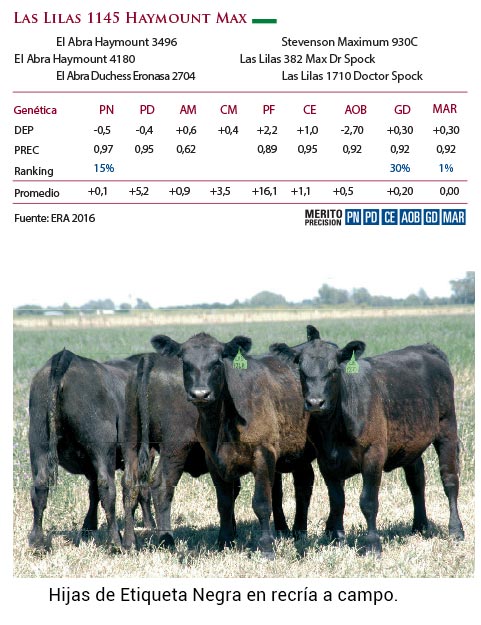 Las Lilas 1145 Haymount Max
El Abra Haymount 3496 Stevenson Maximum 930C
El Abra Haymount 4180 Las Lilas 382 Max Dr Spock
El Abra Duchess Eronasa 2704 Las Lilas 1710 Doctor Spock
Genética PN PD AM CM PF CE AOB GD MAR
DEP -0,5 -0,4 +0,6 +0,4 +2,2 +1,0 -2,70 +0,30 +0,30
PREC 0,97 0,95 0,62 0,89 0,95 0,92 0,92 0,92
Ranking 15% 30% 1%
Promedio +0,1 +5,2 +0,9 +3,5 +16,1 +1,1 +0,5 +0,20 0,00
Fuente: ERA 2016 MERITO PN PD CE AOB GD MAR
PRECISION
Hijas de Etiqueta Negra en recría a campo.